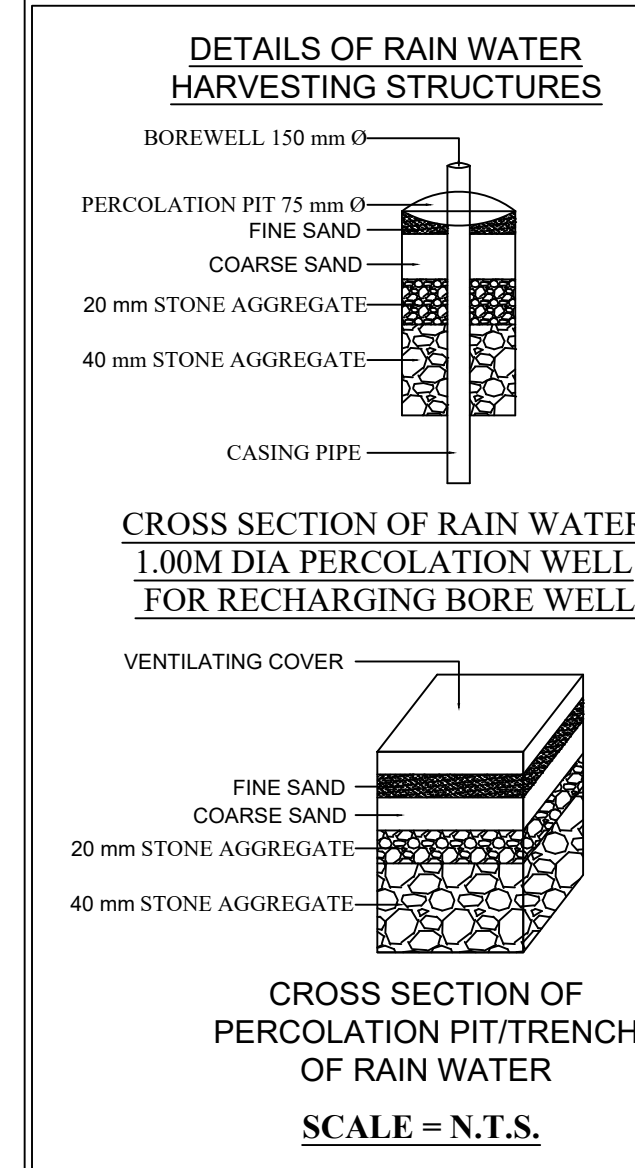 DETAILS OF RAIN WATER
HARVESTING STRUCTURES
BOREWELL 150 mm Ø
PERCOLATION PIT 75 mm Ø
FINE SAND
COARSE SAND
20 mm STONE AGGREGATE
40 mm STONE AGGREGATE
CASING PIPE
CROSS SECTION OF RAIN WATER
1.00M DIA PERCOLATION WELL
FOR RECHARGING BORE WELL
VENTILATING COVER
FINE SAND
COARSE SAND
20 mm STONE AGGREGATE
40 mm STONE AGGREGATE
CROSS SECTION OF
PERCOLATION PIT/TRENCH
OF RAIN WATER
SCALE = N.T.S.